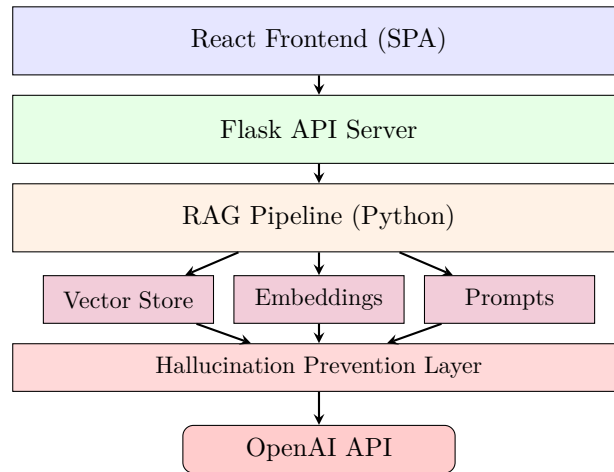 React Frontend (SPA)
Flask API Server
RAG Pipeline (Python)
Vector Store
Embeddings
Prompts
Hallucination Prevention Layer
OpenAI API